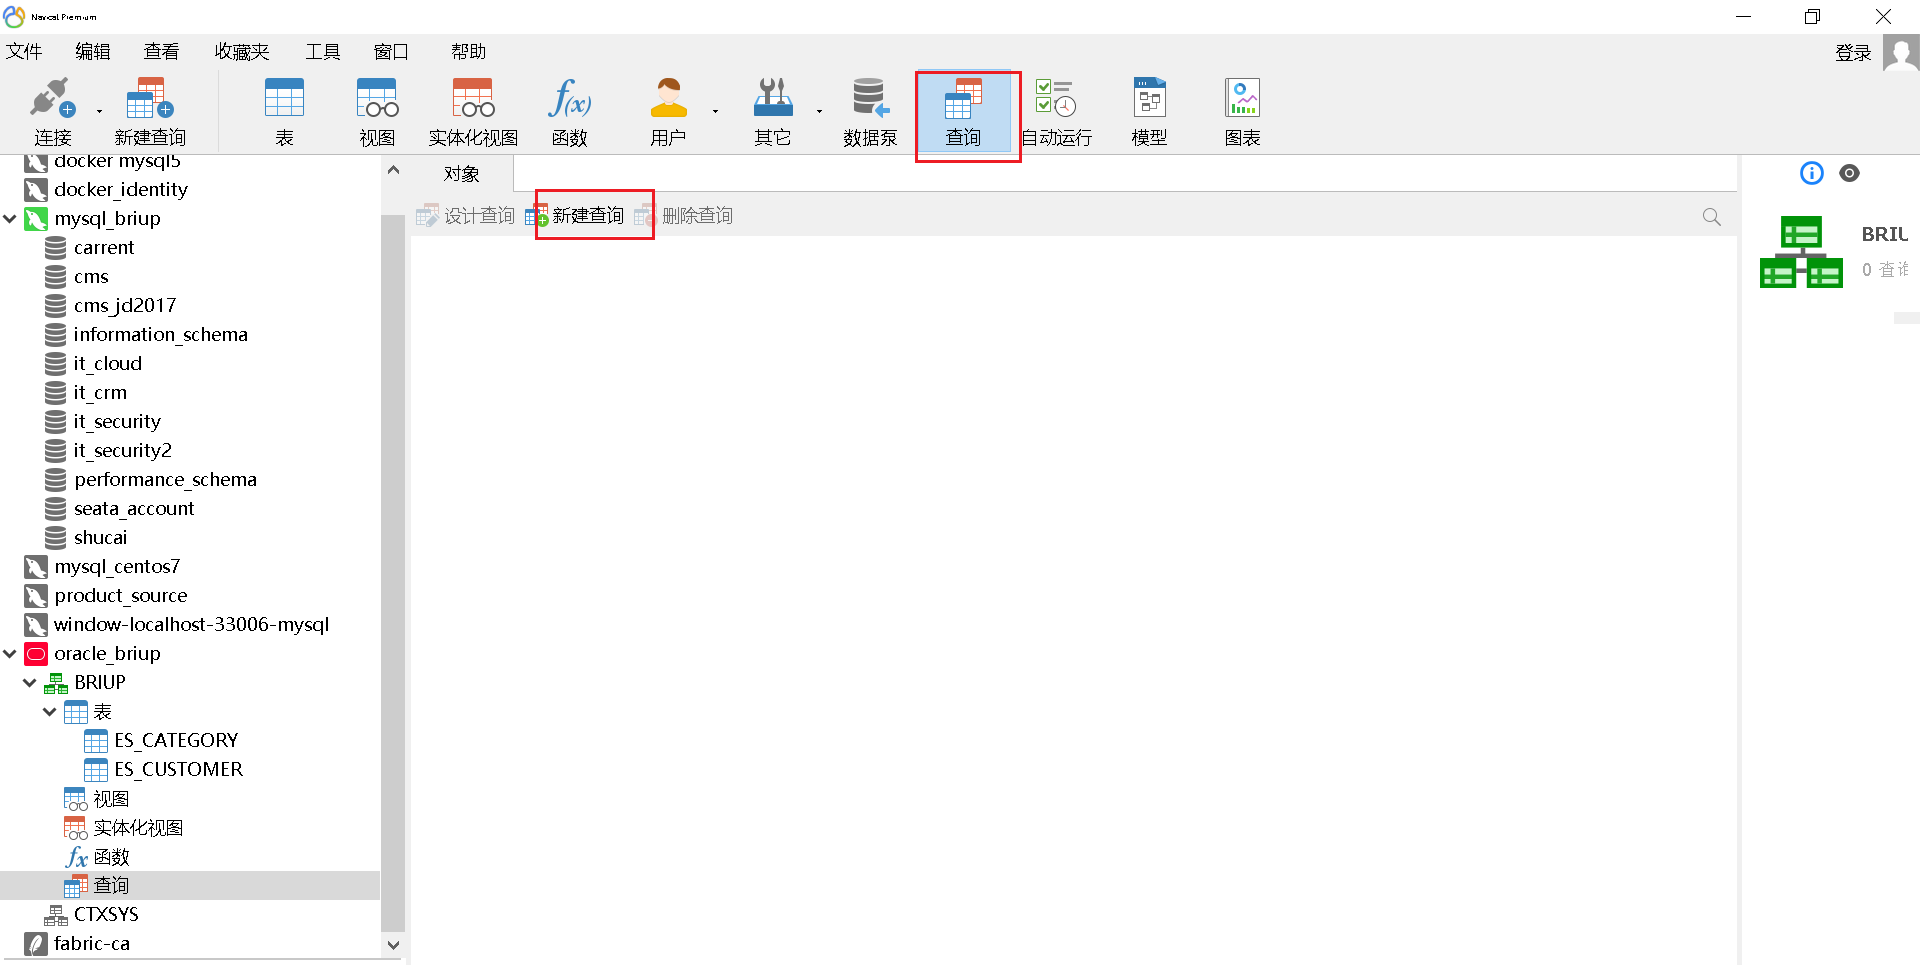 Navicat Premium
文件 编辑 查看 收藏夹 工具 窗口 帮助 登录
连接 新建查询 表 视图 实体化视图 函数 用户 其它 数据泵 查询 自动运行 模型 图表
docker mysql5
docker_identity
mysql_briup
carrent
cms
cms_jd2017
information_schema
it_cloud
it_crm
it_security
it_security2
performance_schema
seata_account
shucai
mysql_centos7
product_source
window-localhost-33006-mysql
oracle_briup
BRIUP
表
ES_CATEGORY
ES_CUSTOMER
视图
实体化视图
fx 函数
查询
CTXSYS
fabric-ca
对象
设计查询 新建查询 删除查询
BRIU
0 查询